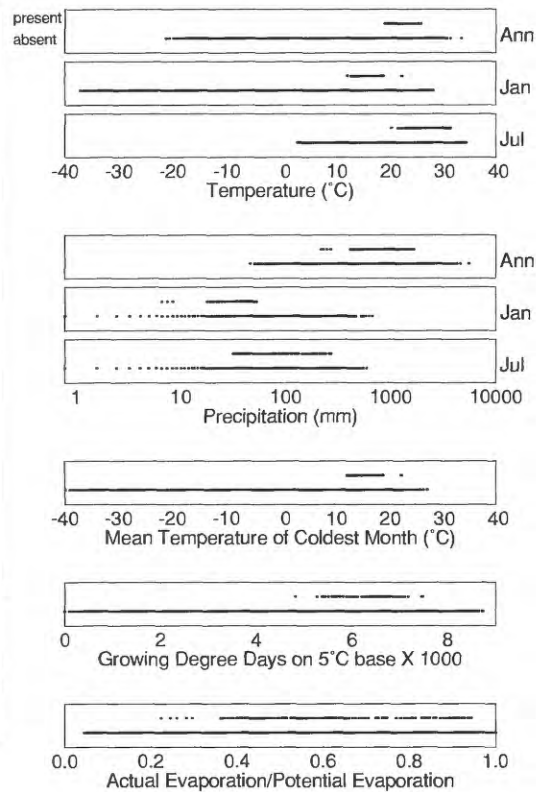 present
absent
Ann
Jan
Jul
-40 -30 -20 -10 0 10 20 30 40
Temperature (˚C)
Ann
Jan
Jul
1 10 100 1000 10000
Precipitation (mm)
-40 -30 -20 -10 0 10 20 30 40
Mean Temperature of Coldest Month (˚C)
0 2 4 6 8
Growing Degree Days on 5˚C base X 1000
0.0 0.2 0.4 0.6 0.8 1.0
Actual Evaporation/Potential Evaporation